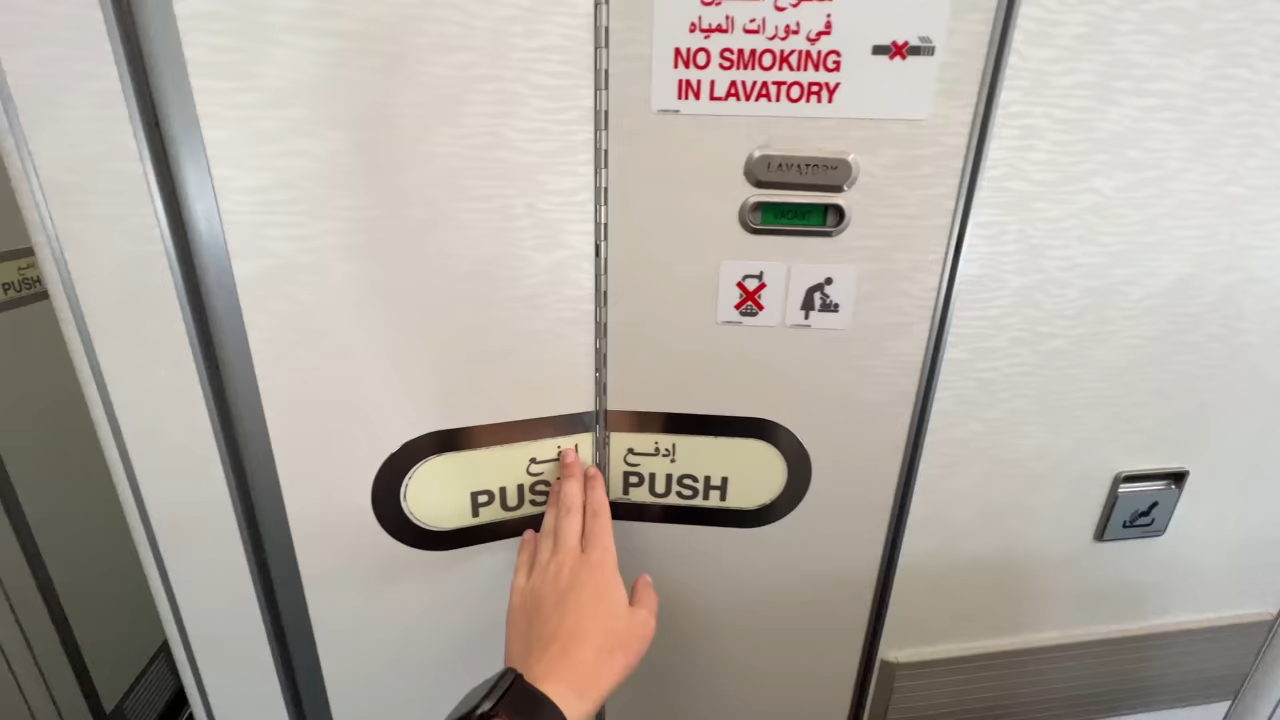 في دورات المياه
NO SMOKING
IN LAVATORY
LAVATORY
VACANT
إدفع
PUSH
إدفع
PUSH
PUSH